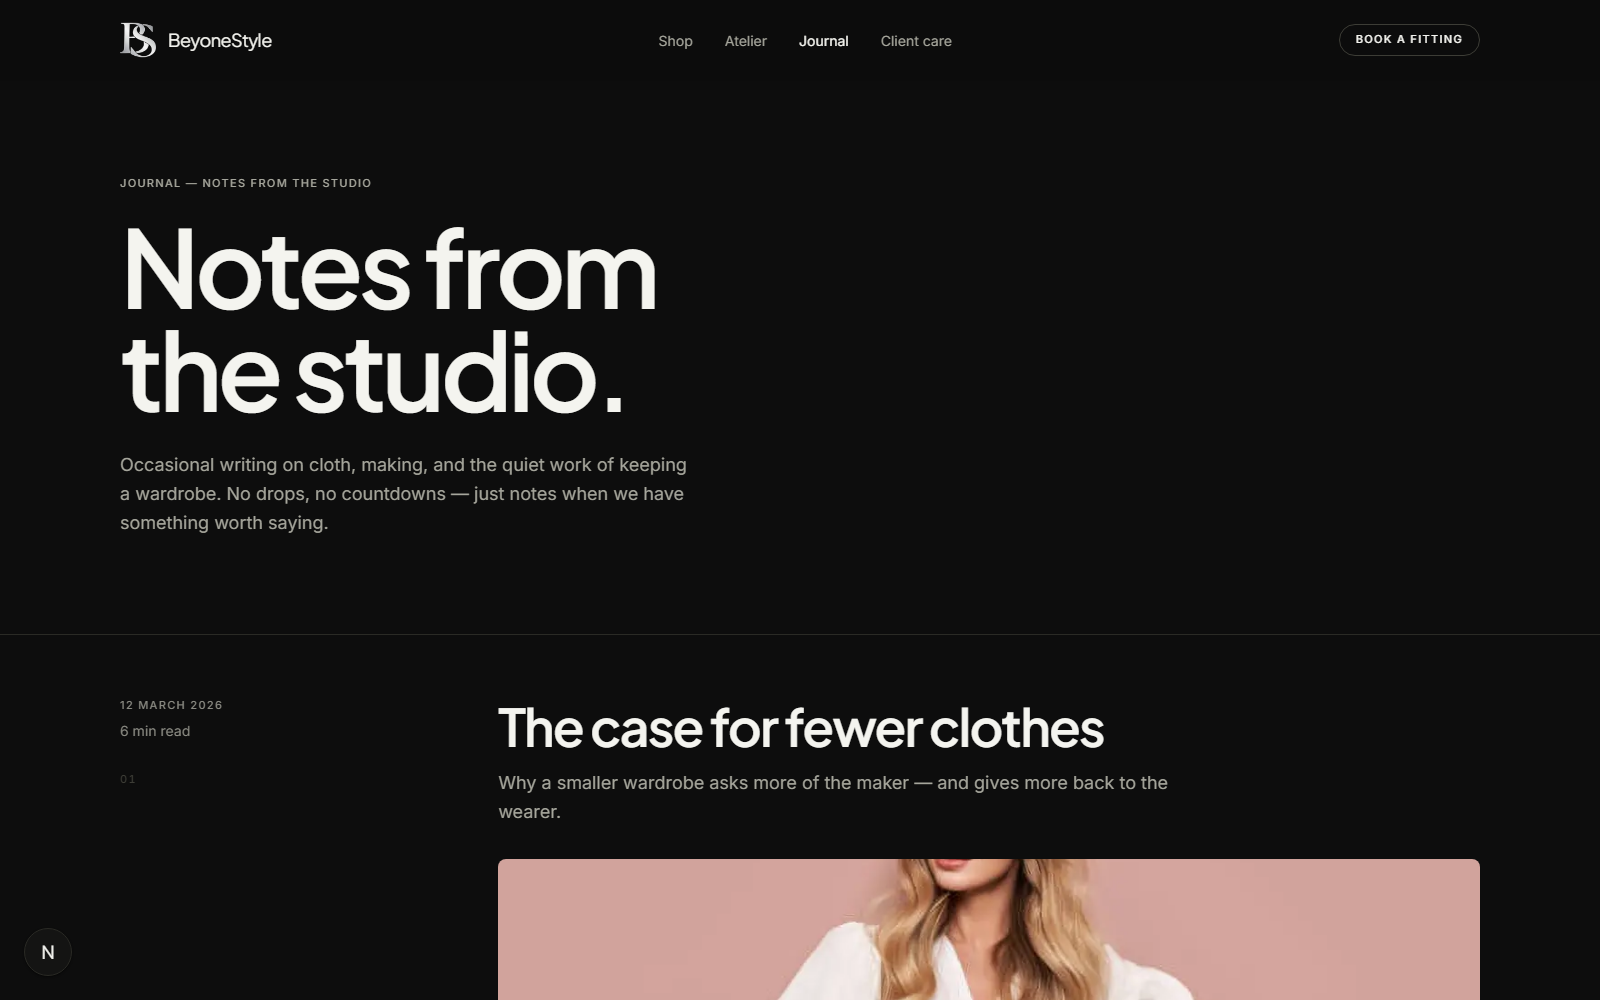 BS BeyoneStyle
Shop
Atelier
Journal
Client care
BOOK A FITTING
JOURNAL — NOTES FROM THE STUDIO
Notes from
the studio.
Occasional writing on cloth, making, and the quiet work of keeping
a wardrobe. No drops, no countdowns — just notes when we have
something worth saying.
12 MARCH 2026
6 min read
01
The case for fewer clothes
Why a smaller wardrobe asks more of the maker — and gives more back to the
wearer.
N